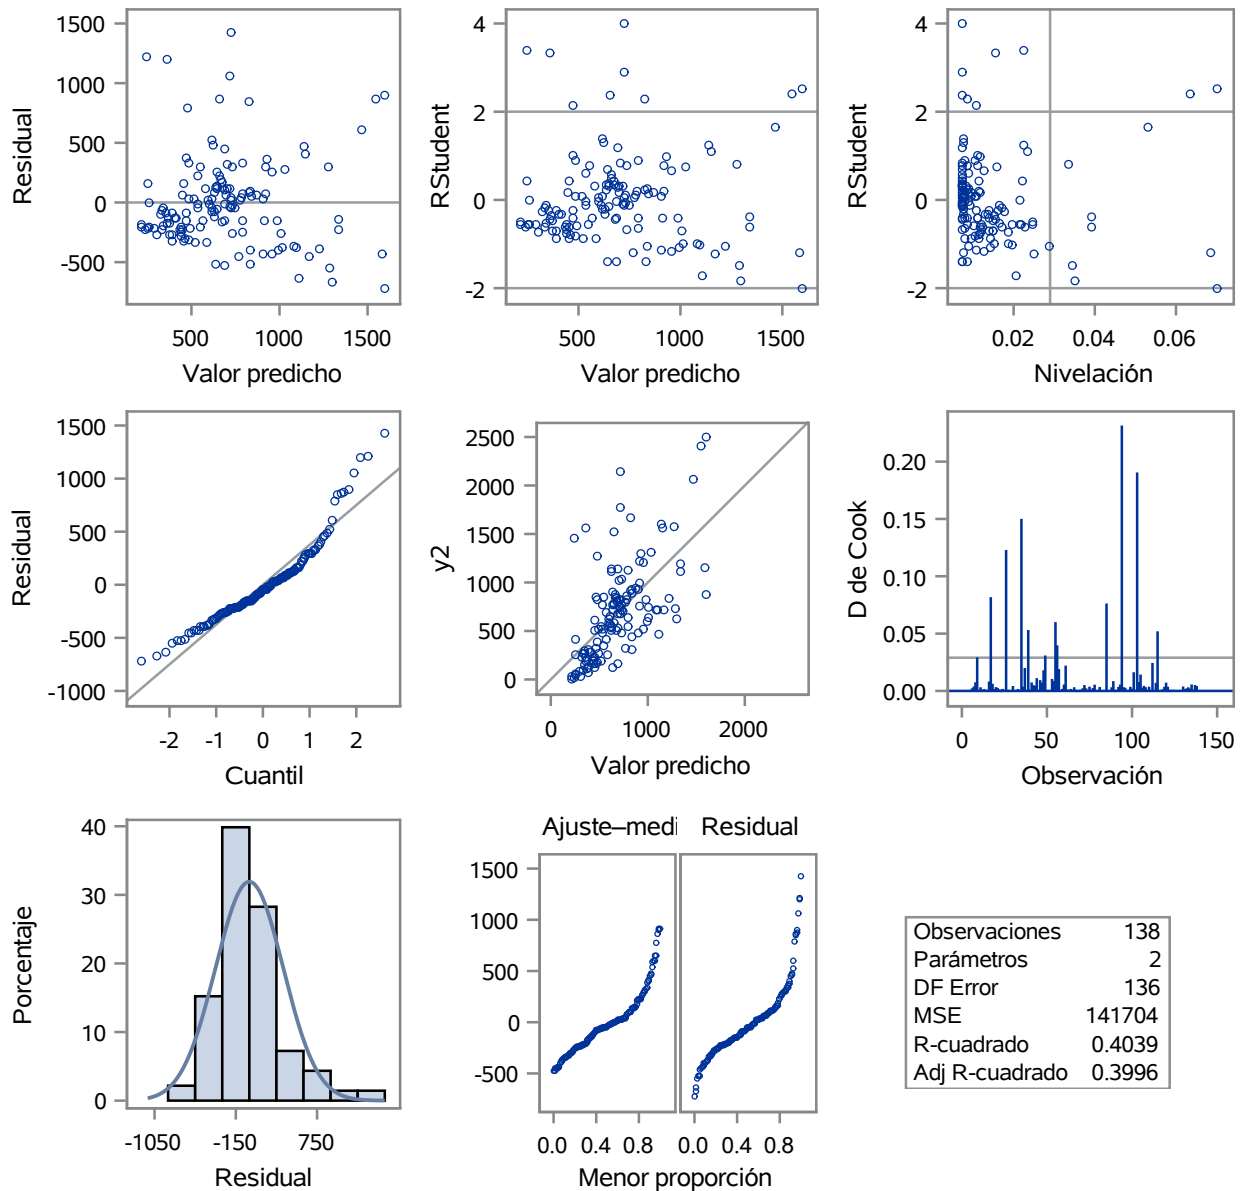 1500
1000
500
0
-500
Residual
500 1000 1500
Valor predicho
4
2
0
-2
RStudent
500 1000 1500
Valor predicho
4
2
0
-2
RStudent
0.02 0.04 0.06
Nivelación
1500
1000
500
0
-500
-1000
Residual
-2 -1 0 1 2
Cuantil
2500
2000
1500
1000
500
0
y2
0 1000 2000
Valor predicho
0.20
0.15
0.10
0.05
0.00
D de Cook
0 50 100 150
Observación
40
30
20
10
0
Porcentaje
-1050 -150 750
Residual
Ajuste–medi Residual
1500
1000
500
0
-500
0.0 0.4 0.8 0.0 0.4 0.8
Menor proporción
Observaciones 138
Parámetros 2
DF Error 136
MSE 141704
R-cuadrado 0.4039
Adj R-cuadrado 0.3996